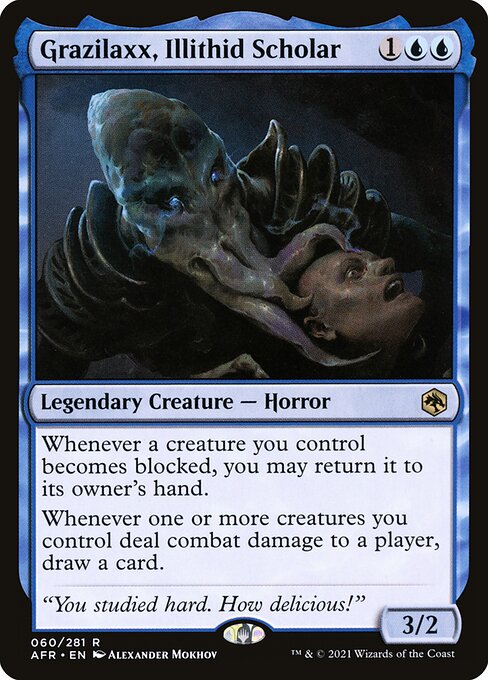 Grazilaxx, Illithid Scholar 1
Legendary Creature — Horror
Whenever a creature you control
becomes blocked, you may return it to
its owner's hand.
Whenever one or more creatures you
control deal combat damage to a player,
draw a card.
“You studied hard. How delicious!”
3/2
060/281 R
AFR • EN Alexander Mokhov
™ & © 2021 Wizards of the Coast